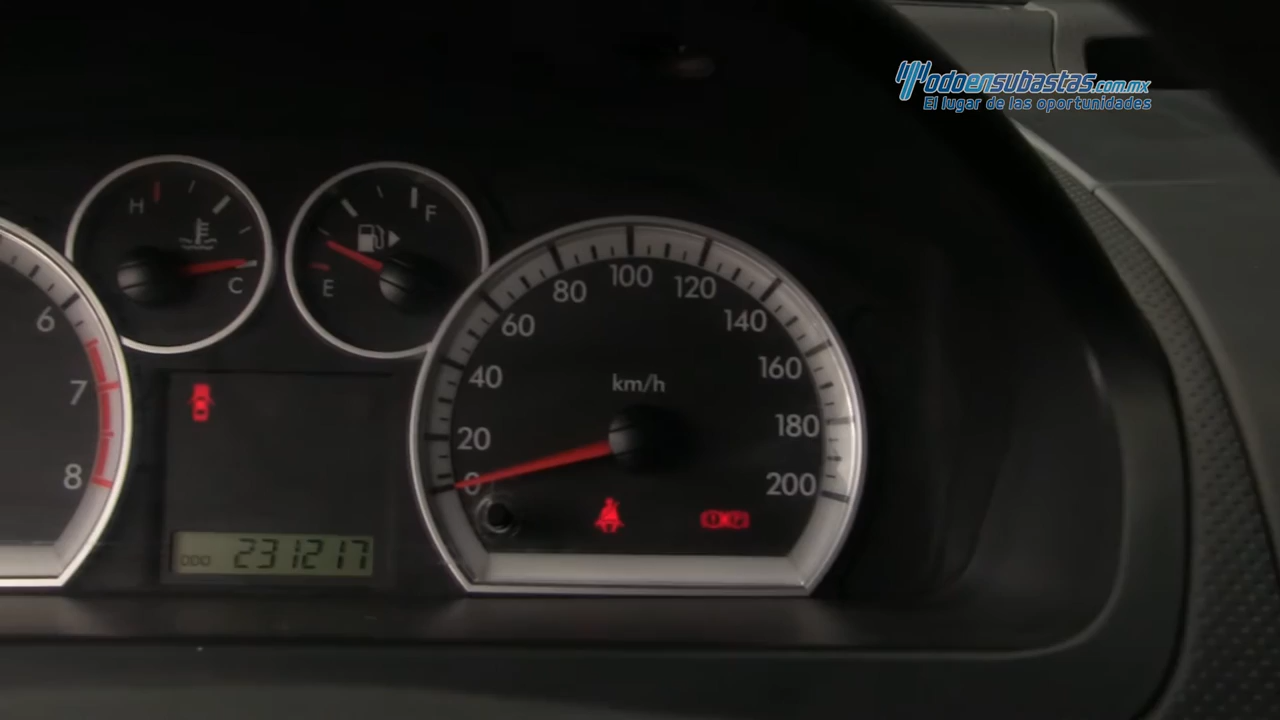 Todoensubastas.com.mx
El lugar de las oportunidades
H
C
F
E
6
7
8
0
20
40
60
80
100
120
140
160
180
200
km/h
ODO 231217